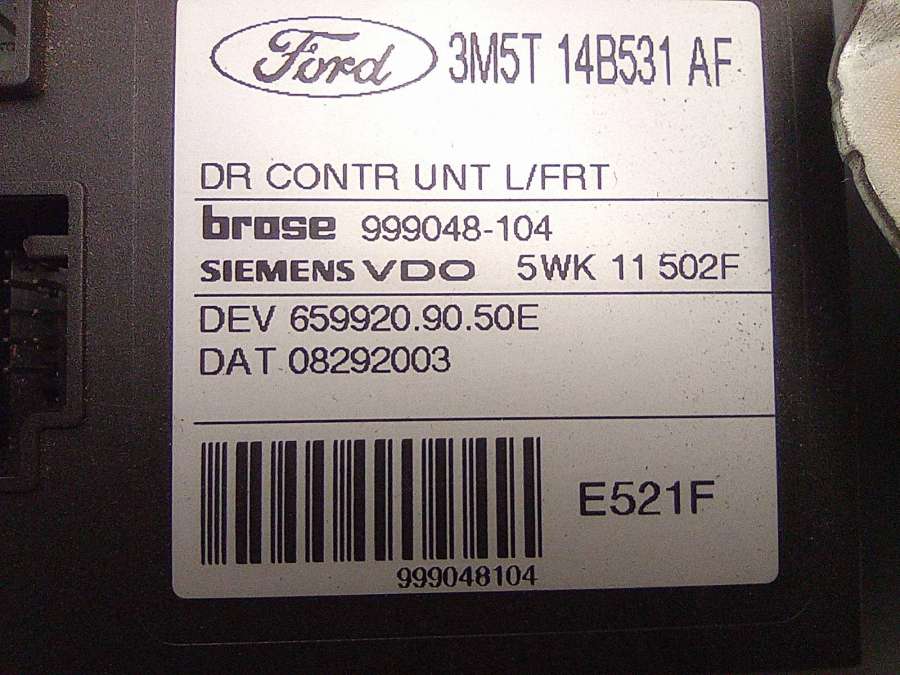 Ford 3M5T 14B531 AF
DR CONTR UNT L/FRT
brose 999048-104
SIEMENS VDO 5WK 11 502F
DEV 659920.90.50E
DAT 08292003
E521F
999048104